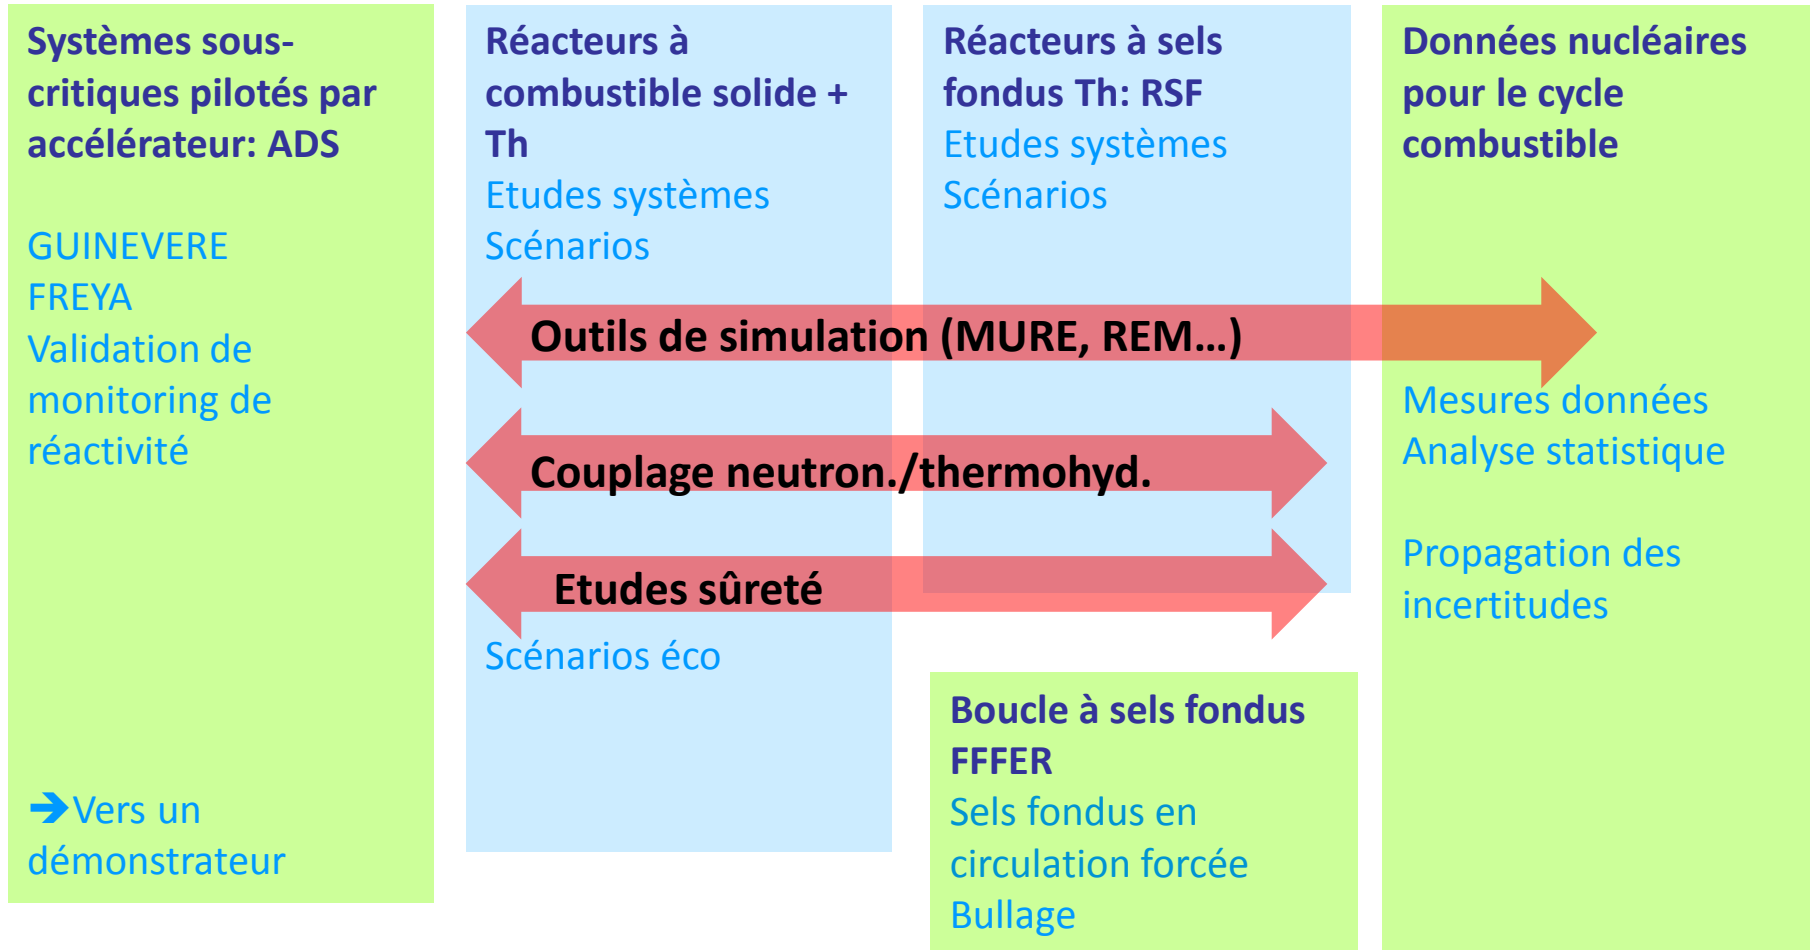 Systèmes sous-
critiques pilotés par
accélérateur: ADS
GUINEVERE
FREYA
Validation de
monitoring de
réactivité
➔Vers un
démonstrateur
Réacteurs à
combustible solide +
Th
Etudes systèmes
Scénarios
Réacteurs à sels
fondus Th: RSF
Etudes systèmes
Scénarios
Outils de simulation (MURE, REM...)
Couplage neutron./thermohyd.
Etudes sûreté
Scénarios éco
Boucle à sels fondus
FFFER
Sels fondus en
circulation forcée
Bullage
Données nucléaires
pour le cycle
combustible
Mesures données
Analyse statistique
Propagation des
incertitudes